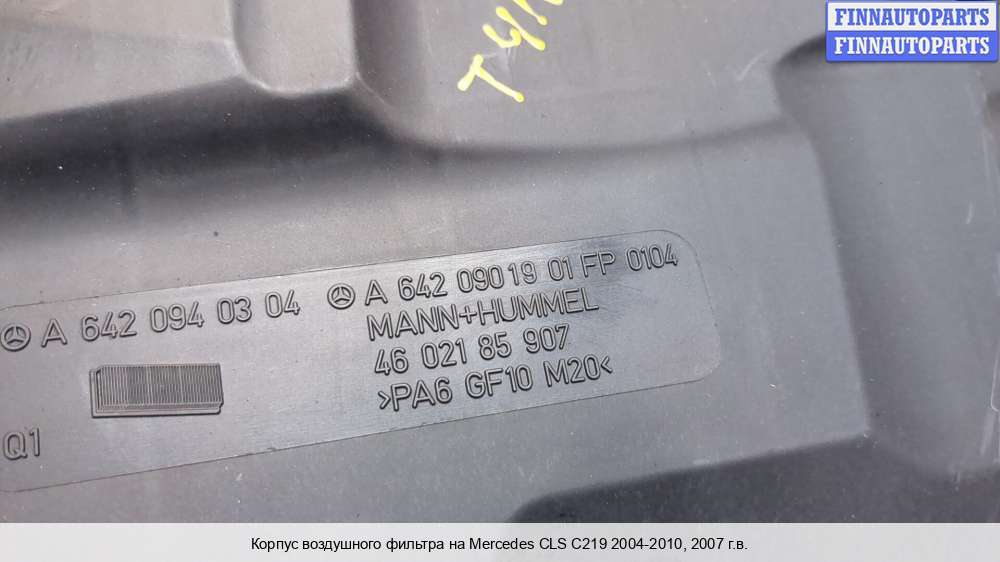 FINNAUTOPARTS
FINNAUTOPARTS
A 642 094 03 04
A 642 090 19 01 FP 0104
MANN+HUMMEL
46 021 85 907
>PA6 GF10 M20<
Q1
Корпус воздушного фильтра на Mercedes CLS C219 2004-2010, 2007 г.в.